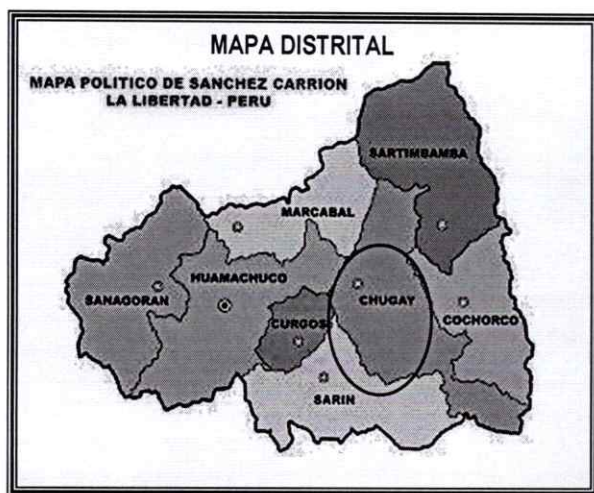 MAPA DISTRITAL
MAPA POLITICO DE SANCHEZ CARRION
LA LIBERTAD - PERU
SARTIMBAMBA
MARCABAL
HUAMACHUCO
SANAGORAN
CHUGAY
COCHORCO
CURGOS
SARIN